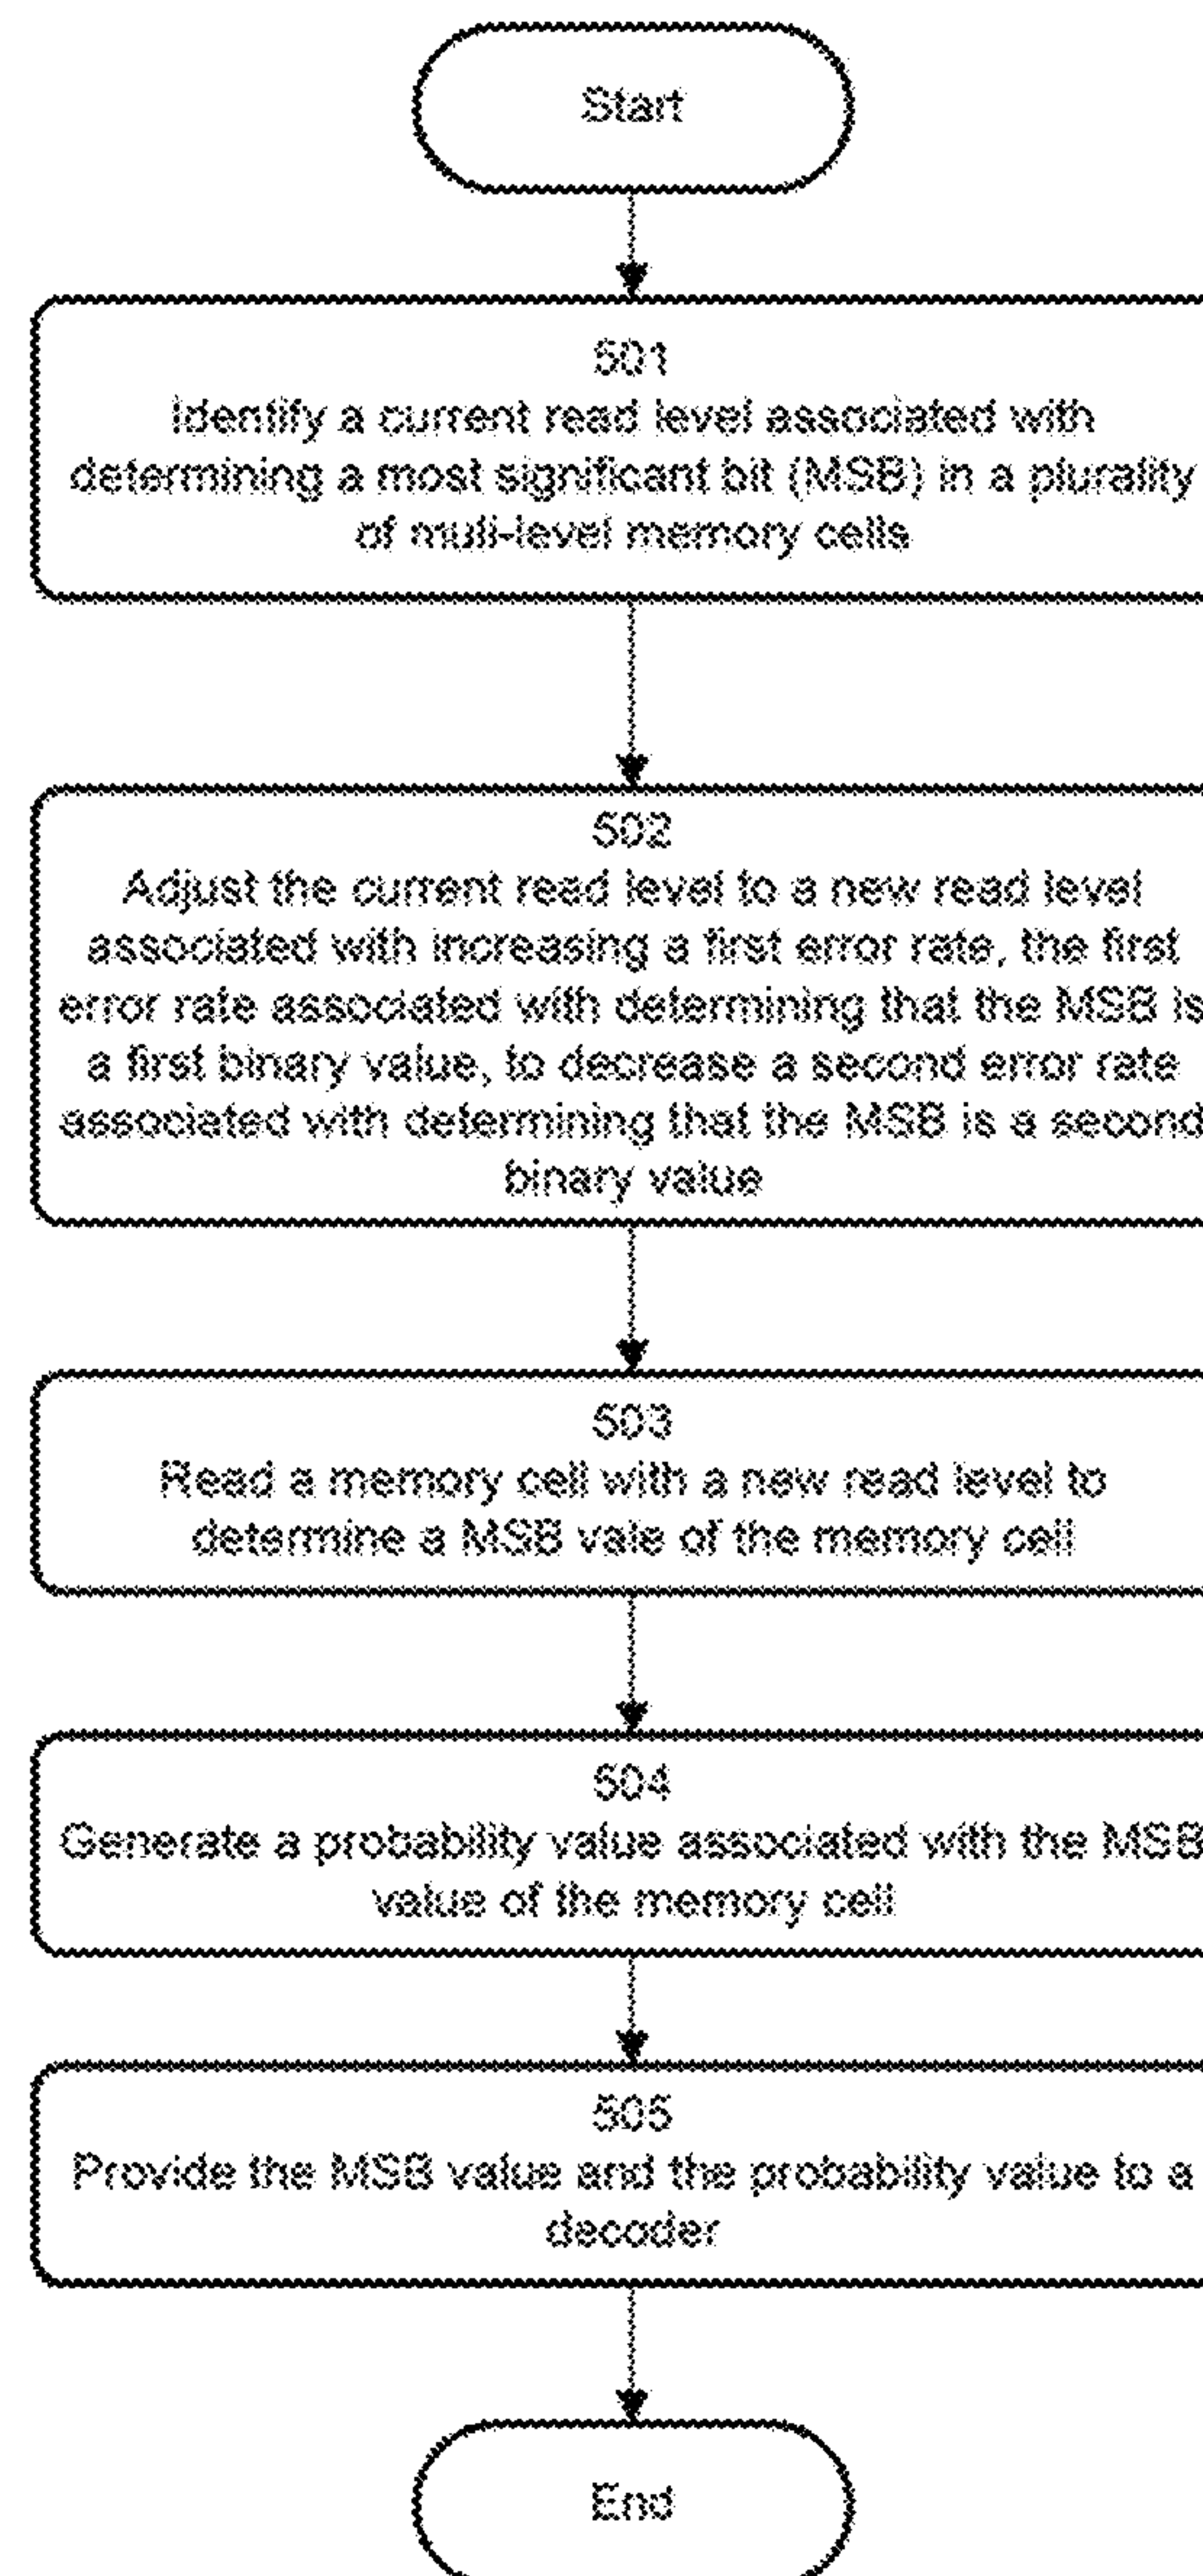 Start
501
Identify a current read level associated with
determining a most significant bit (MSB) in a plurality
of muli-level memory cells
502
Adjust the current read level to a new read level
associated with increasing a first error rate, the first
error rate associated with determining that the MSB is
a first binary value, to decrease a second error rate
associated with determining that the MSB is a second
binary value
503
Read a memory cell with a new read level to
determine a MSB vale of the memory cell
504
Generate a probability value associated with the MSB
value of the memory cell
505
Provide the MSB value and the probability value to a
decoder
End